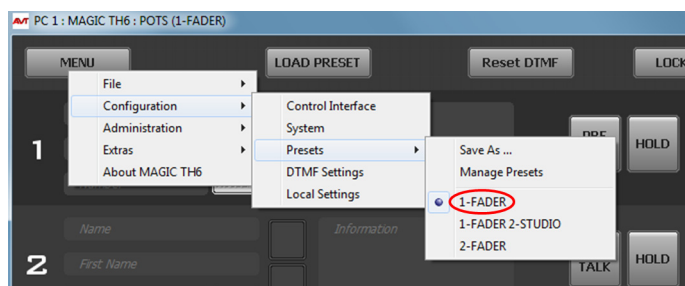 AVT PC 1 : MAGIC TH6 : POTS (1-FADER)
MENU LOAD PRESET Reset DTMF LOCK
File
Configuration Control Interface
Administration System
Extras Presets Save As ...
About MAGIC TH6 DTMF Settings Manage Presets
Local Settings 1-FADER
1-FADER 2-STUDIO
2-FADER
1 HOLD
Name Information
2 First Name HOLD
TALK